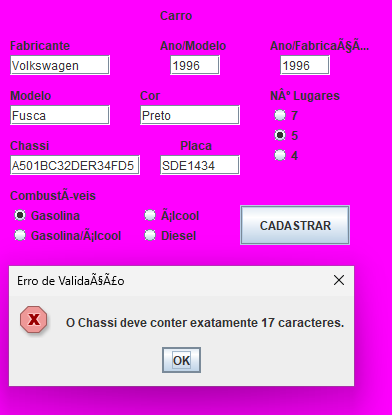 Carro
Fabricante Ano/Modelo Ano/FabricaÃ§Ã...
Volkswagen 1996 1996
Modelo Cor NÂº Lugares
Fusca Preto 7
5
Chassi Placa
A501BC32DER34FD5 SDE1434 4
CombustÃ­veis
Gasolina Ã¡lcool
Gasolina/Ã¡lcool Diesel
CADASTRAR
Erro de ValidaÃ§Ã£o
O Chassi deve conter exatamente 17 caracteres.
OK